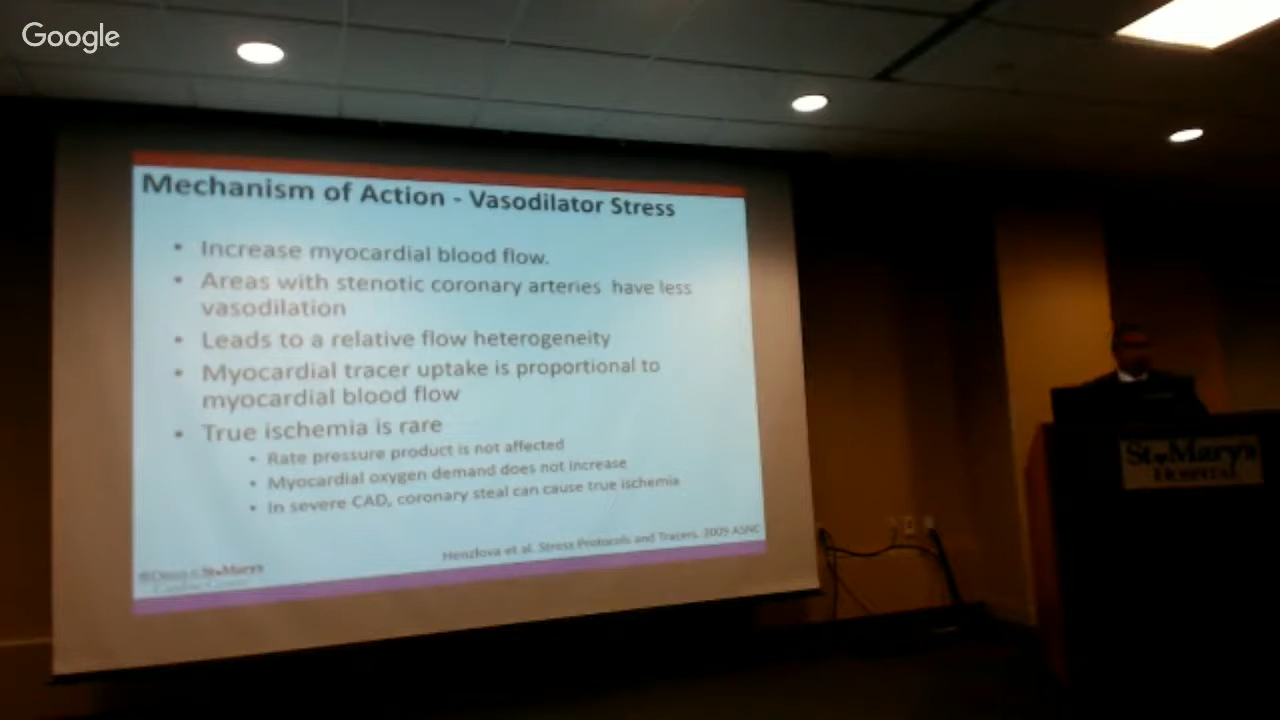 Google
Mechanism of Action - Vasodilator Stress
• Increase myocardial blood flow.
• Areas with stenotic coronary arteries have less
vasodilation
• Leads to a relative flow heterogeneity
• Myocardial tracer uptake is proportional to
myocardial blood flow
• True ischemia is rare
• Rate pressure product is not affected
• Myocardial oxygen demand does not increase
• In severe CAD, coronary steal can cause true ischemia
Henzlova et al. Stress Protocols and Tracers. 2009 ASNC
St. Mary's
St. Mary's
HOSPITAL